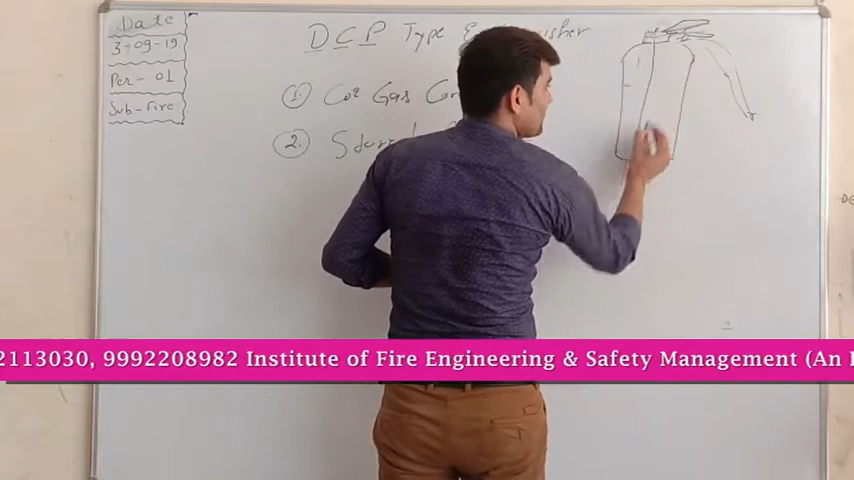 Date
3-09-19
Per - 01
Sub - Fire
DCP Type
1. Co2 Gas
2.
2113030, 9992208982 Institute of Fire Engineering & Safety Management (An